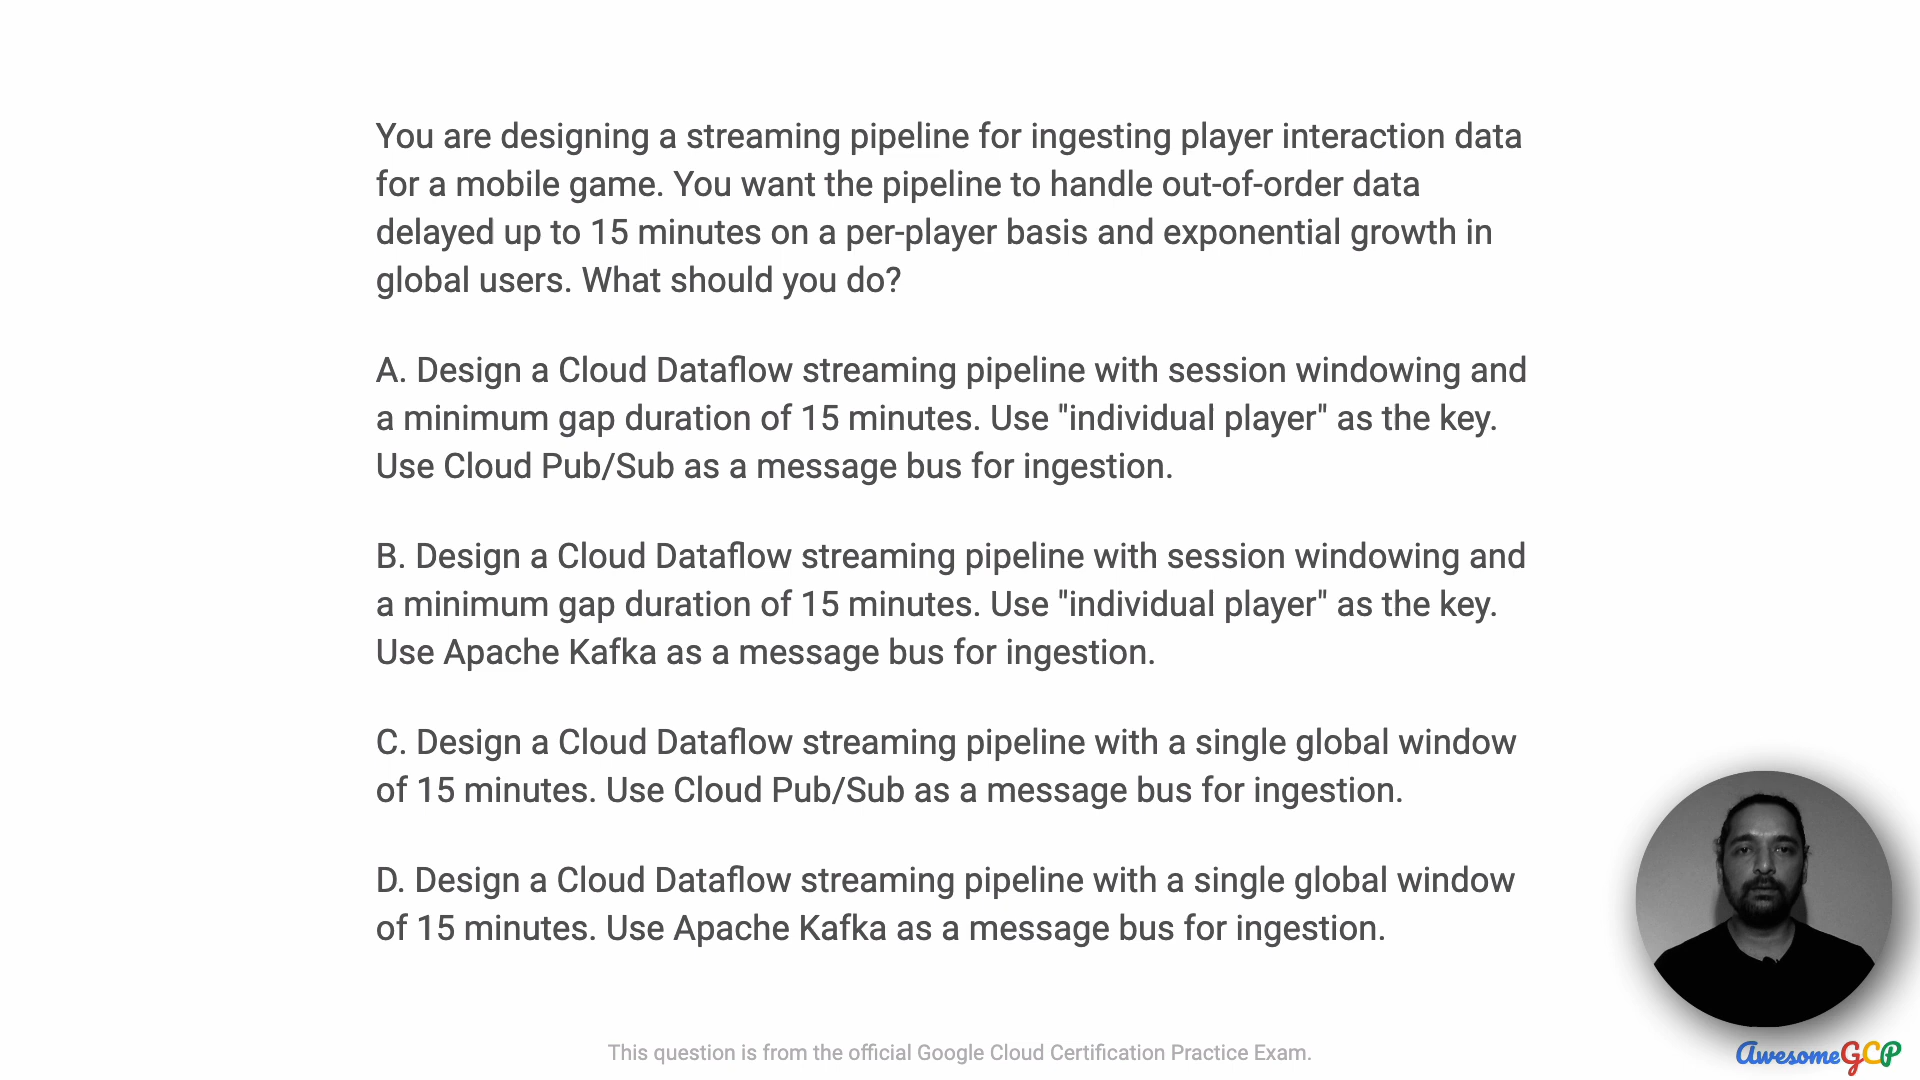 You are designing a streaming pipeline for ingesting player interaction data
for a mobile game. You want the pipeline to handle out-of-order data
delayed up to 15 minutes on a per-player basis and exponential growth in
global users. What should you do?
A. Design a Cloud Dataflow streaming pipeline with session windowing and
a minimum gap duration of 15 minutes. Use "individual player" as the key.
Use Cloud Pub/Sub as a message bus for ingestion.
B. Design a Cloud Dataflow streaming pipeline with session windowing and
a minimum gap duration of 15 minutes. Use "individual player" as the key.
Use Apache Kafka as a message bus for ingestion.
C. Design a Cloud Dataflow streaming pipeline with a single global window
of 15 minutes. Use Cloud Pub/Sub as a message bus for ingestion.
D. Design a Cloud Dataflow streaming pipeline with a single global window
of 15 minutes. Use Apache Kafka as a message bus for ingestion.
This question is from the official Google Cloud Certification Practice Exam.
AwesomeGCP